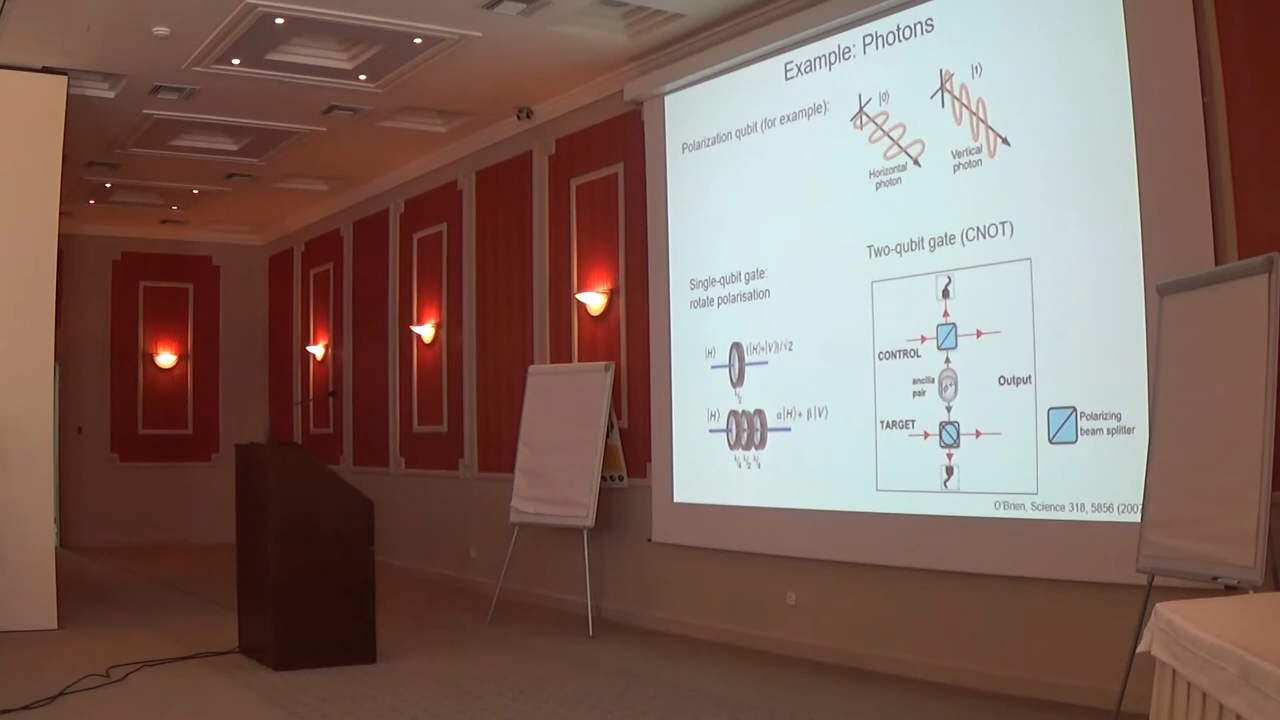 Example: Photons
Polarization qubit (for example):
|0⟩
|1⟩
Horizontal
photon
Vertical
photon
Single-qubit gate:
rotate polarisation
|H⟩
(|H⟩+|V⟩)/√2
|H⟩
α|H⟩+ β|V⟩
Two-qubit gate (CNOT)
CONTROL
ancilla
pair
Output
TARGET
Polarizing
beam splitter
O'Brien, Science 318, 5856 (2007